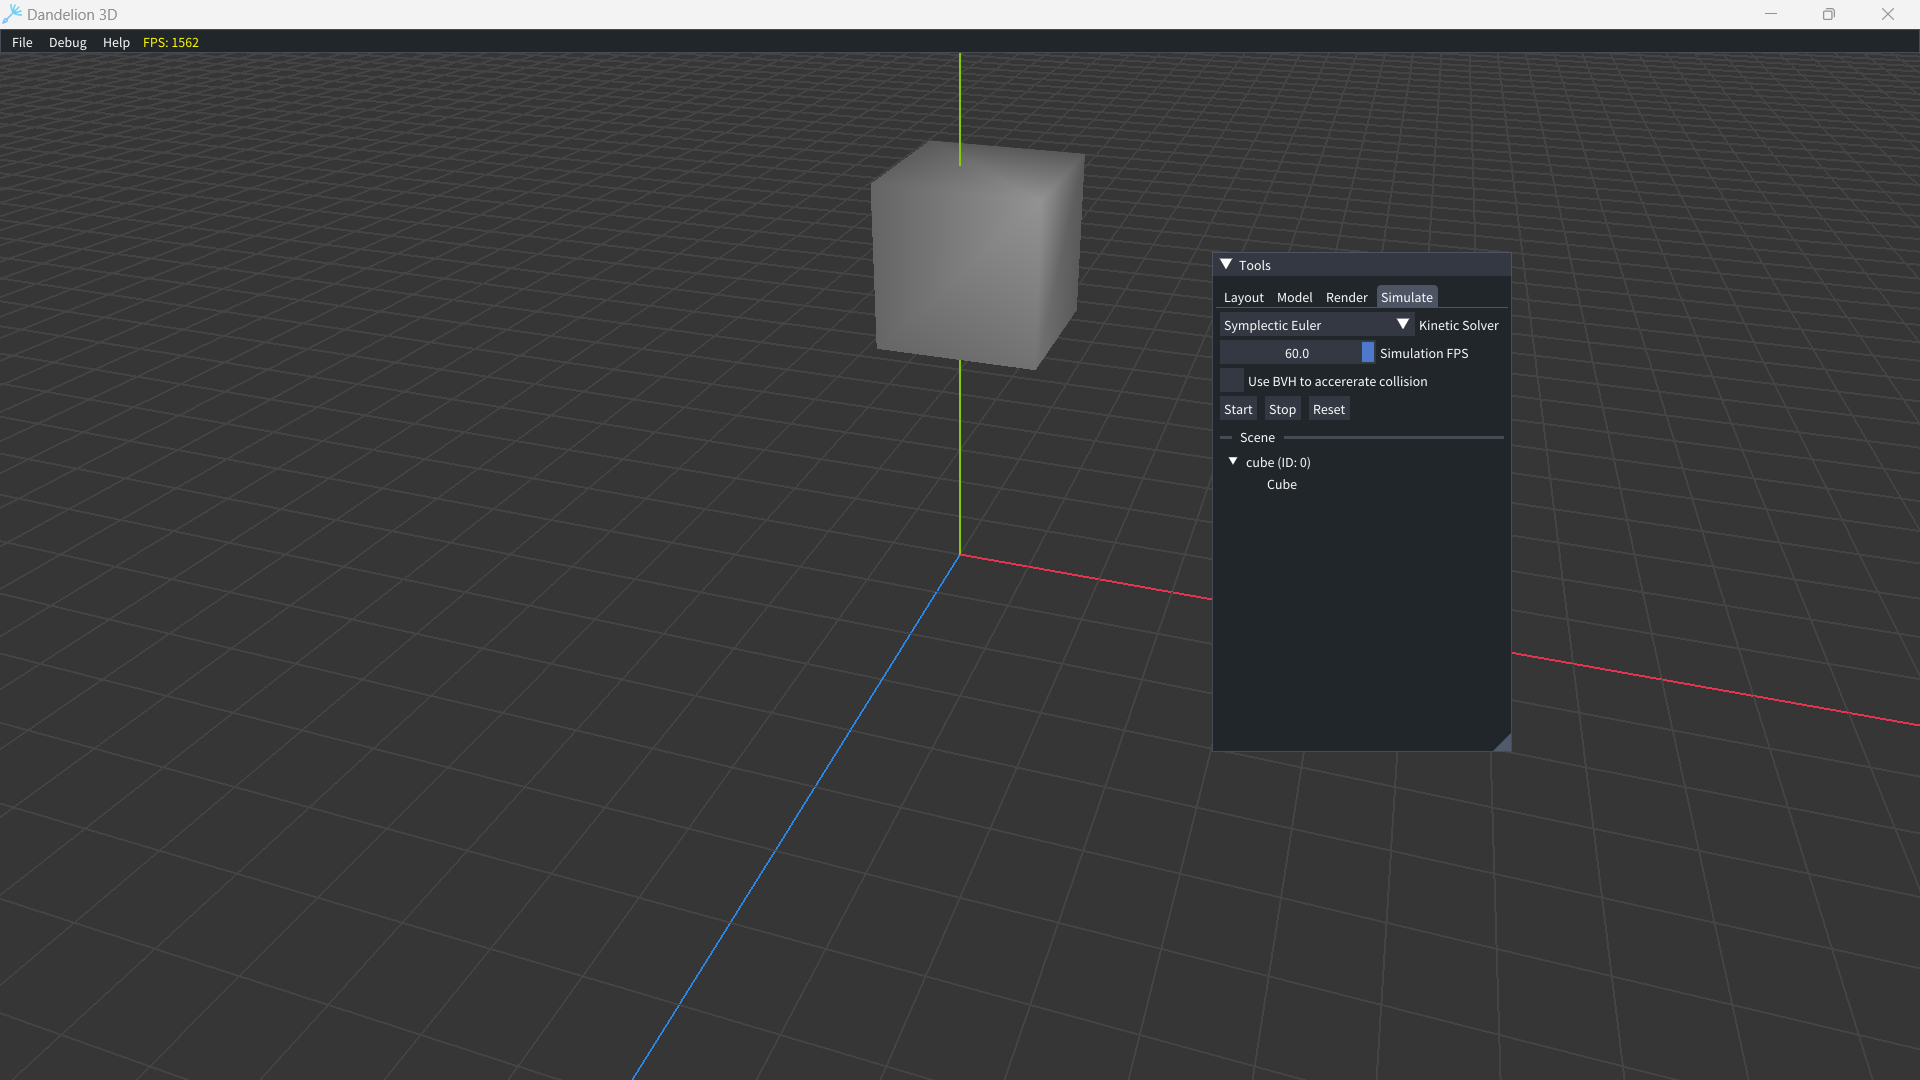 Dandelion 3D
File Debug Help FPS: 1562
Tools
Layout Model Render Simulate
Symplectic Euler Kinetic Solver
60.0 Simulation FPS
Use BVH to accererate collision
Start Stop Reset
Scene
cube (ID: 0)
Cube